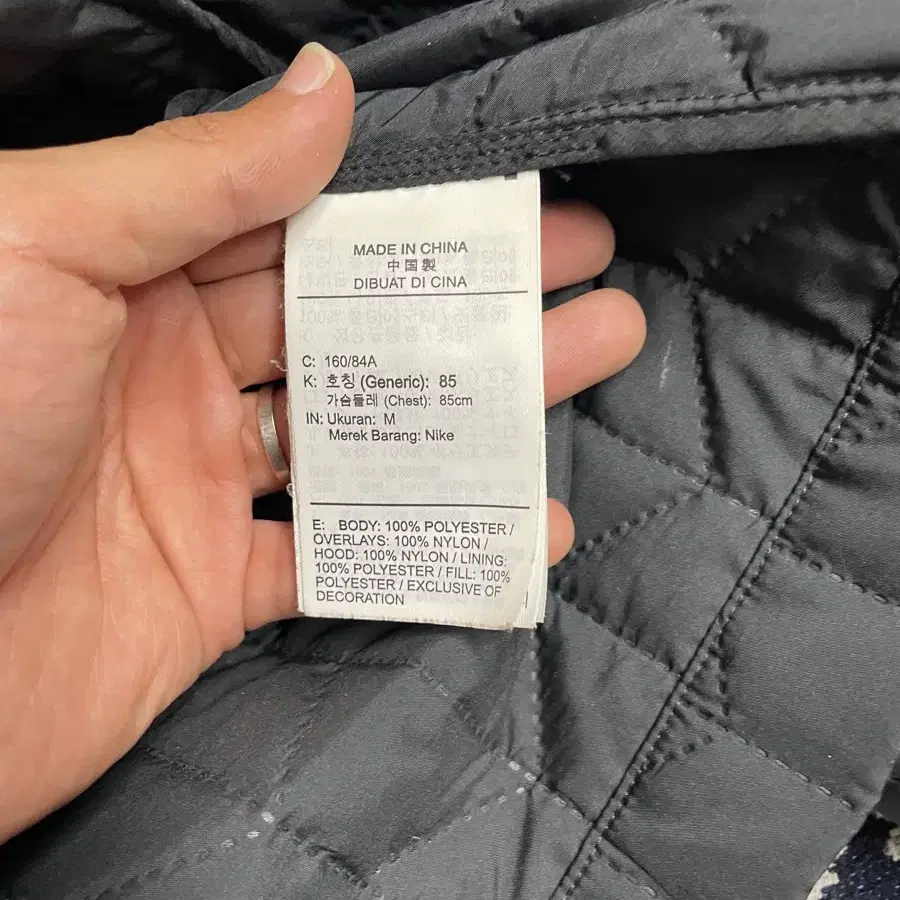 MADE IN CHINA
中国製
DIBUAT DI CINA
C: 160/84A
K: 호칭 (Generic): 85
가슴둘레 (Chest): 85cm
IN: Ukuran: M
Merek Barang: Nike
E: BODY: 100% POLYESTER /
OVERLAYS: 100% NYLON /
HOOD: 100% NYLON / LINING:
100% POLYESTER / FILL: 100%
POLYESTER / EXCLUSIVE OF
DECORATION